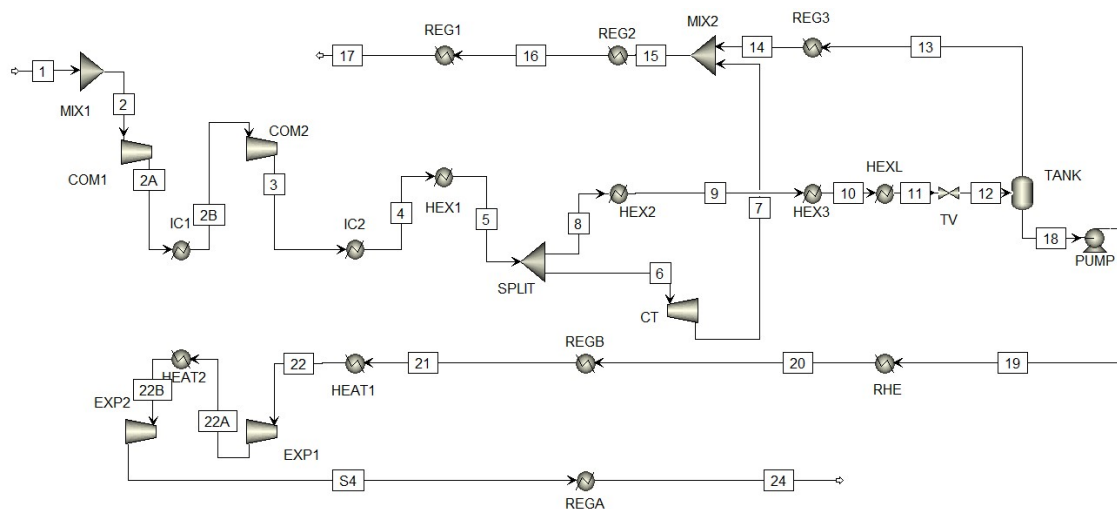 REG1 REG2 MIX2 REG3
17 16 15 14 13
1
MIX1
2
COM2
COM1
2A
2B
3
IC1
IC2
4
HEX1
5
SPLIT
8
HEX2
9
7
HEX3
10
HEXL
11
TV
12
TANK
18
PUMP
6
CT
REGB
22 21 20 19
HEAT1
RHE
HEAT2
22B
EXP2
22A
EXP1
S4
REGA
24